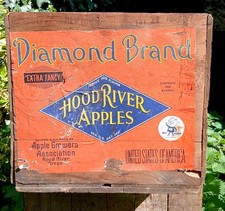 Diamond Brand
"EXTRA FANCY"
HOOD RIVER
APPLES
Apple Growers
Association
Hood River,
Oregon
UNITED STATES OF AMERICA